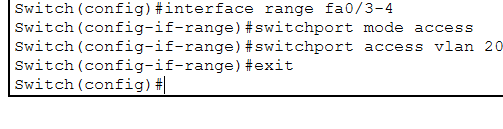 Switch(config)#interface range fa0/3-4
Switch(config-if-range)#switchport mode access
Switch(config-if-range)#switchport access vlan 20
Switch(config-if-range)#exit
Switch(config)#